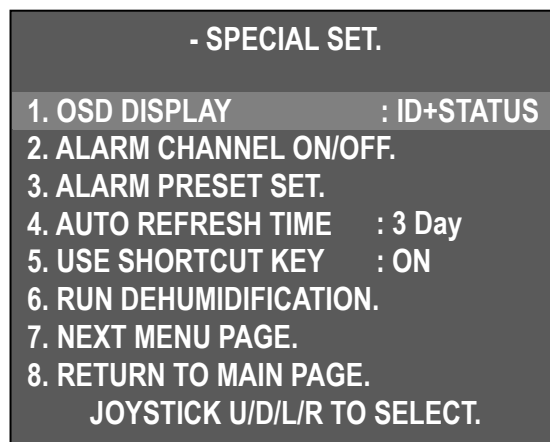 - SPECIAL SET.
1. OSD DISPLAY : ID+STATUS
2. ALARM CHANNEL ON/OFF.
3. ALARM PRESET SET.
4. AUTO REFRESH TIME : 3 Day
5. USE SHORTCUT KEY : ON
6. RUN DEHUMIDIFICATION.
7. NEXT MENU PAGE.
8. RETURN TO MAIN PAGE.
JOYSTICK U/D/L/R TO SELECT.